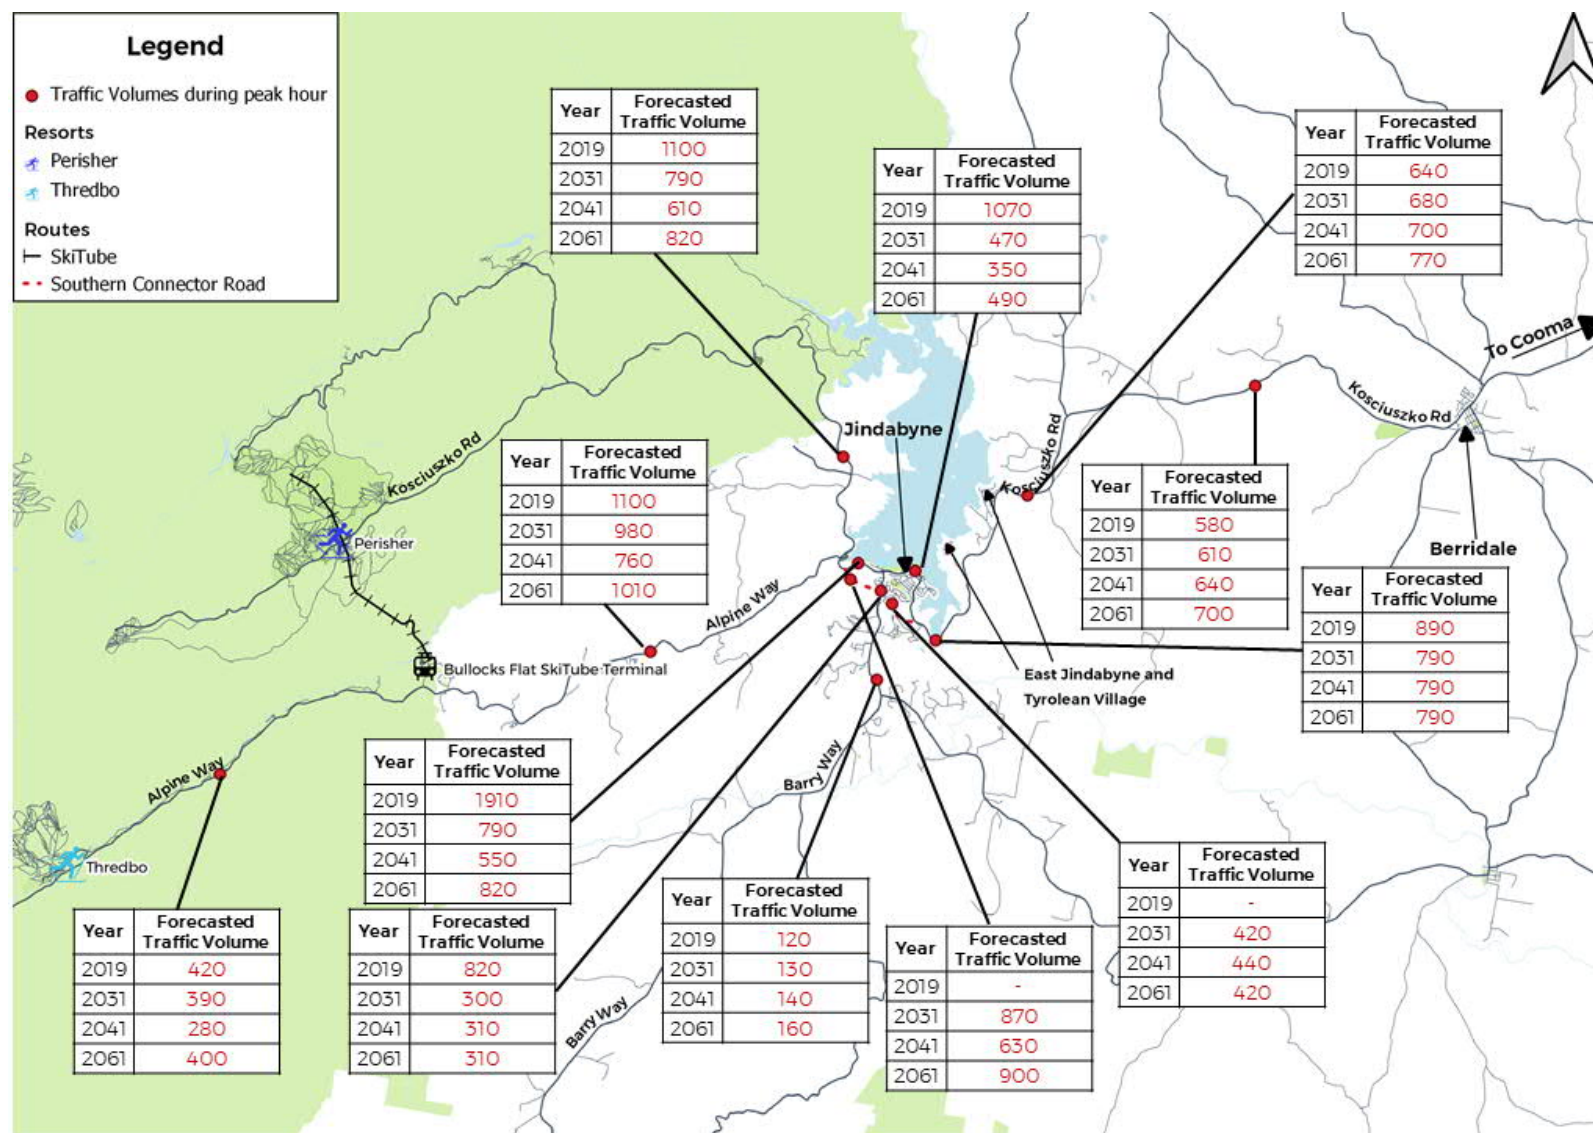 Legend
Traffic Volumes during peak hour
Resorts
Perisher
Thredbo
Routes
SkiTube
Southern Connector Road
Year Forecasted
Traffic Volume
2019 1100
2031 790
2041 610
2061 820
Year Forecasted
Traffic Volume
2019 1070
2031 470
2041 350
2061 490
Year Forecasted
Traffic Volume
2019 640
2031 680
2041 700
2061 770
To Cooma
Kosciuszko Rd
Jindabyne
Kosciuszko Rd
Kosciuszko Rd
Kosciuszko Rd
Year Forecasted
Traffic Volume
2019 1100
2031 980
2041 760
2061 1010
Year Forecasted
Traffic Volume
2019 580
2031 610
2041 640
2061 700
Perisher
Berridale
Alpine Way
Bullocks Flat SkiTube Terminal
East Jindabyne and
Tyrolean Village
Year Forecasted
Traffic Volume
2019 890
2031 790
2041 790
2061 790
Alpine Way
Thredbo
Barry Way
Year Forecasted
Traffic Volume
2019 1910
2031 790
2041 550
2061 820
Year Forecasted
Traffic Volume
2019 -
2031 420
2041 440
2061 420
Year Forecasted
Traffic Volume
2019 420
2031 390
2041 280
2061 400
Year Forecasted
Traffic Volume
2019 820
2031 300
2041 310
2061 310
Barry Way
Year Forecasted
Traffic Volume
2019 120
2031 130
2041 140
2061 160
Year Forecasted
Traffic Volume
2019 -
2031 870
2041 630
2061 900